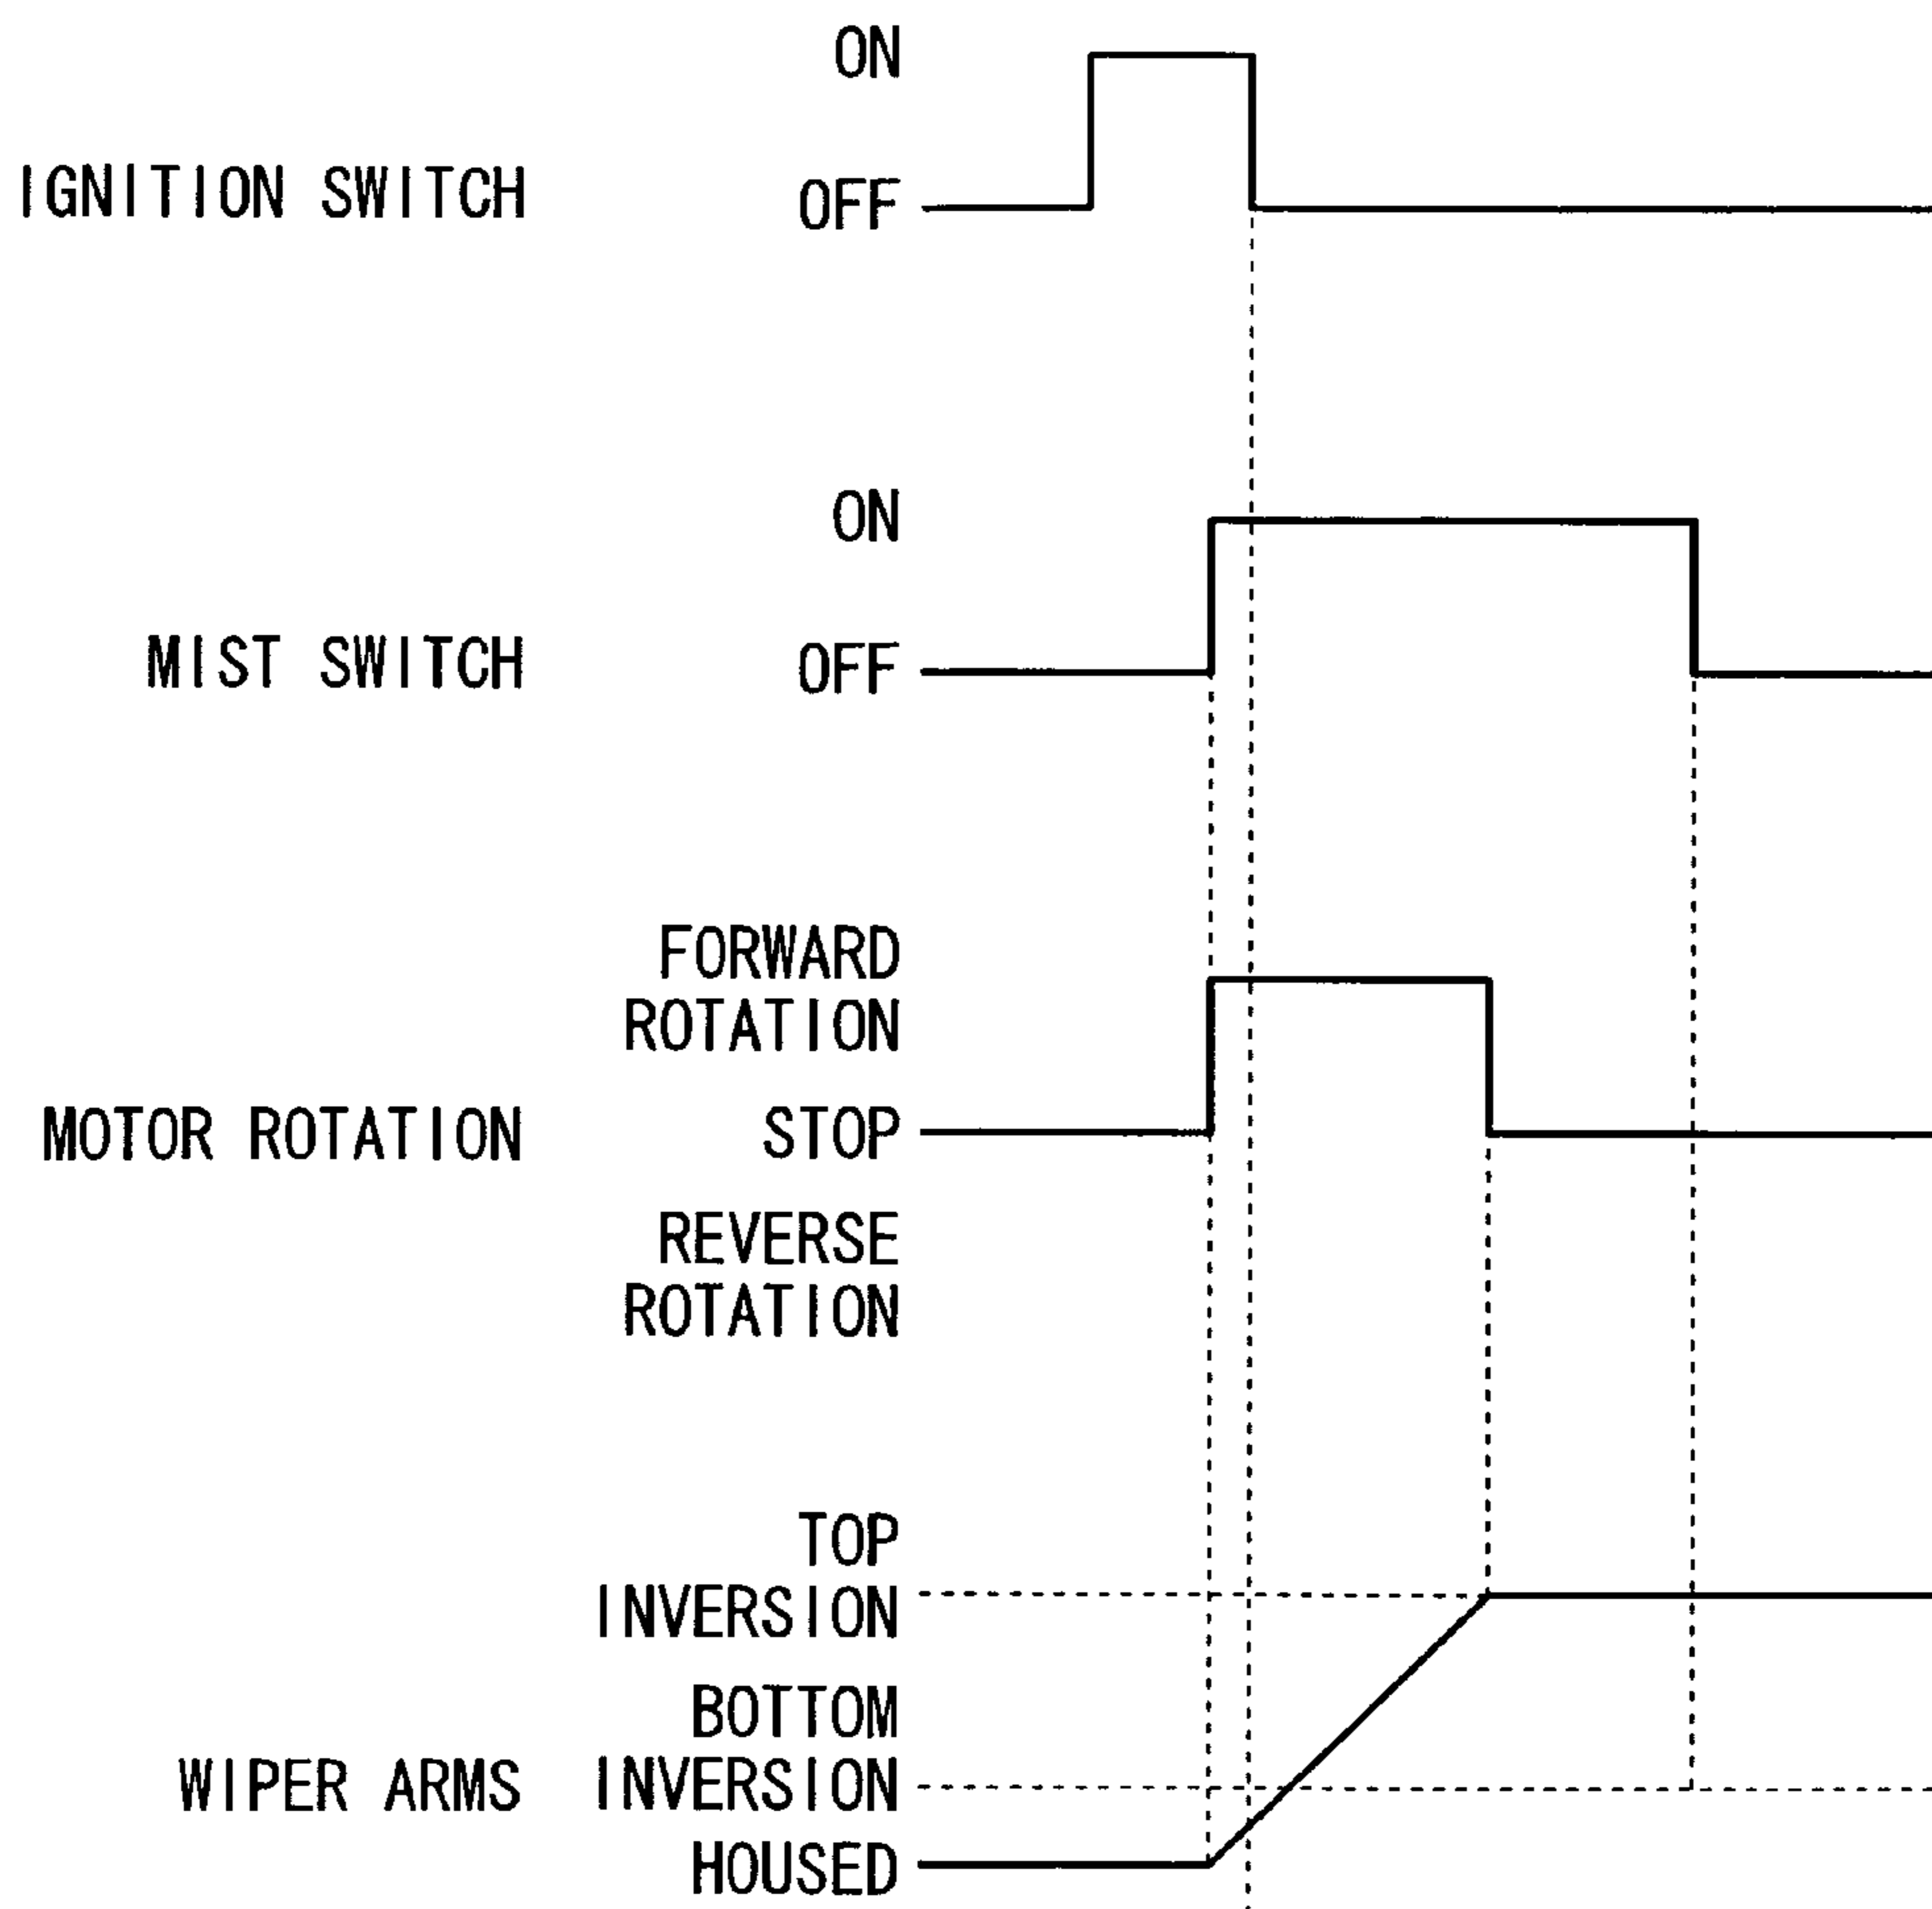 ON
IGNITION SWITCH
OFF
ON
MIST SWITCH
OFF
FORWARD
ROTATION
MOTOR ROTATION
STOP
REVERSE
ROTATION
TOP
INVERSION
BOTTOM
INVERSION
WIPER ARMS
HOUSED